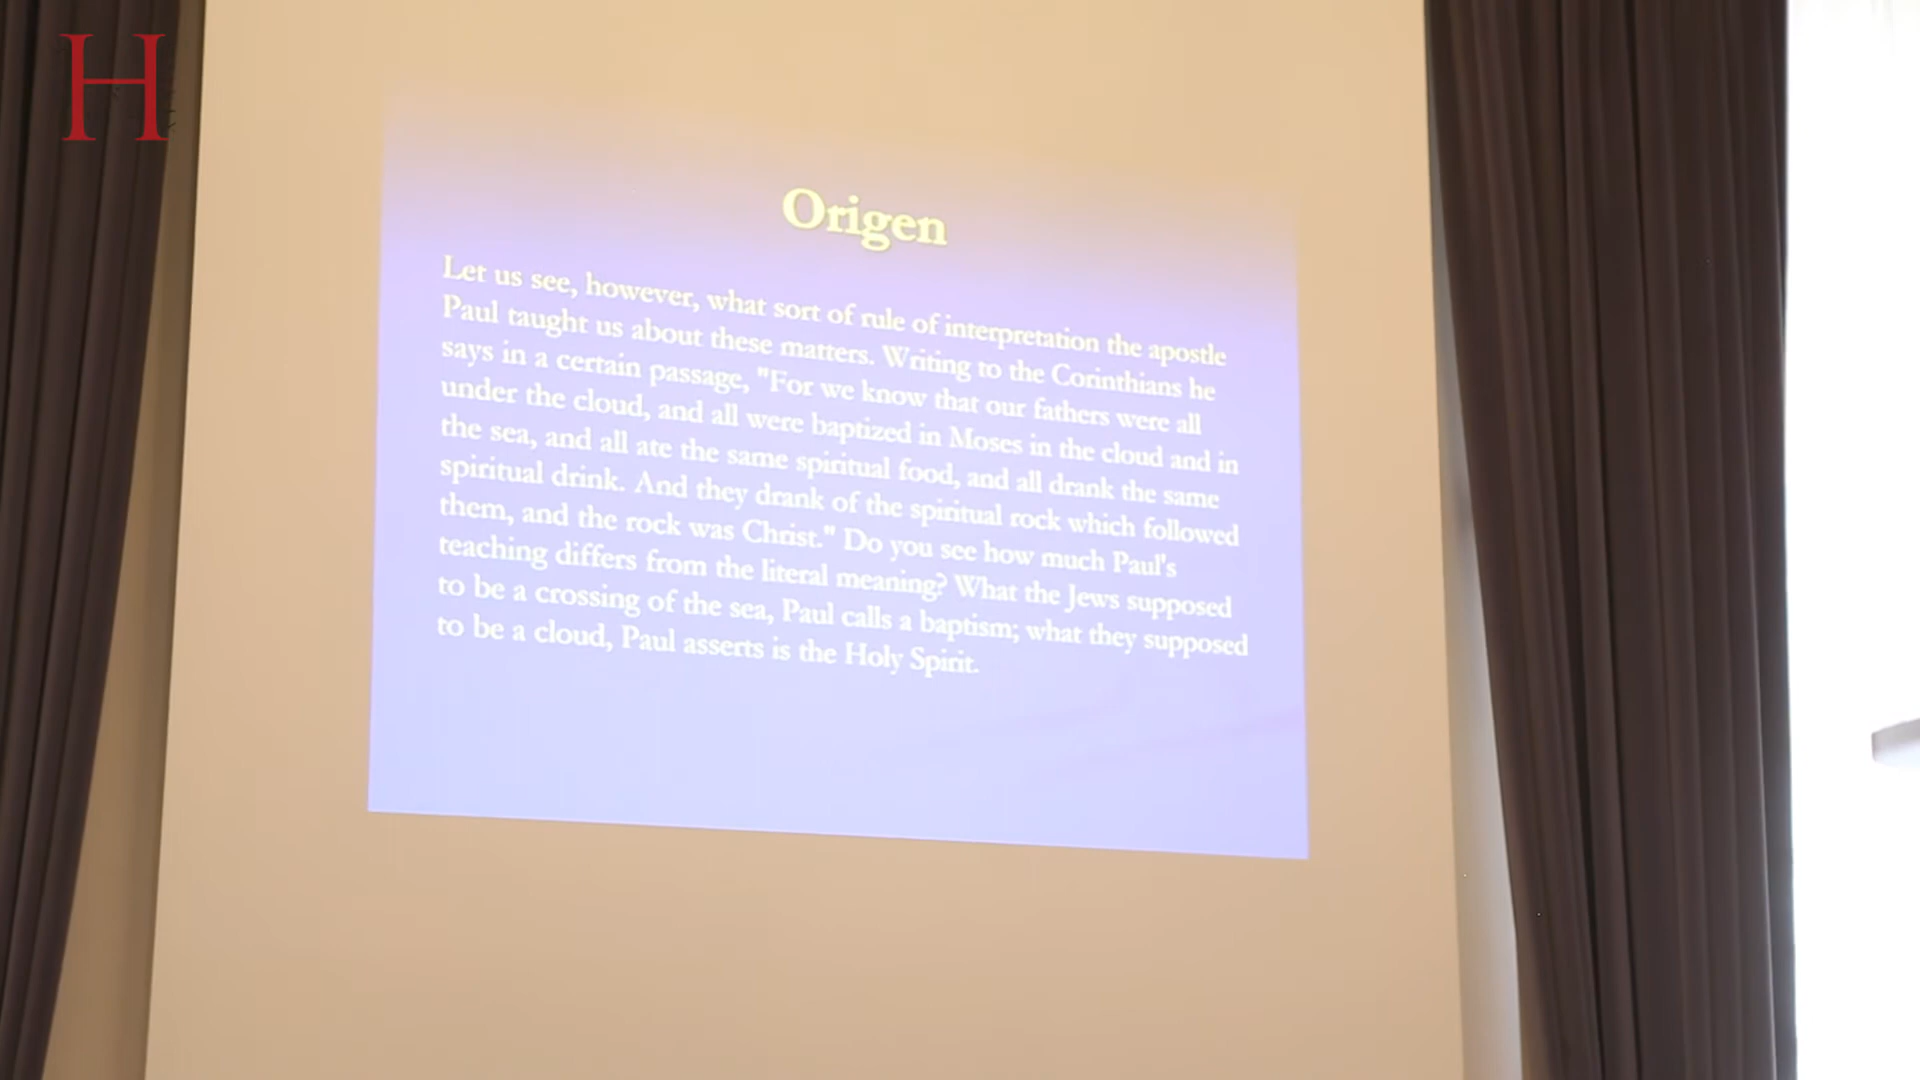 H
Origen
Let us see, however, what sort of rule of interpretation the apostle
Paul taught us about these matters. Writing to the Corinthians he
says in a certain passage, "For we know that our fathers were all
under the cloud, and all were baptized in Moses in the cloud and in
the sea, and all ate the same spiritual food, and all drank the same
spiritual drink. And they drank of the spiritual rock which followed
them, and the rock was Christ." Do you see how much Paul's
teaching differs from the literal meaning? What the Jews supposed
to be a crossing of the sea, Paul calls a baptism; what they supposed
to be a cloud, Paul asserts is the Holy Spirit.